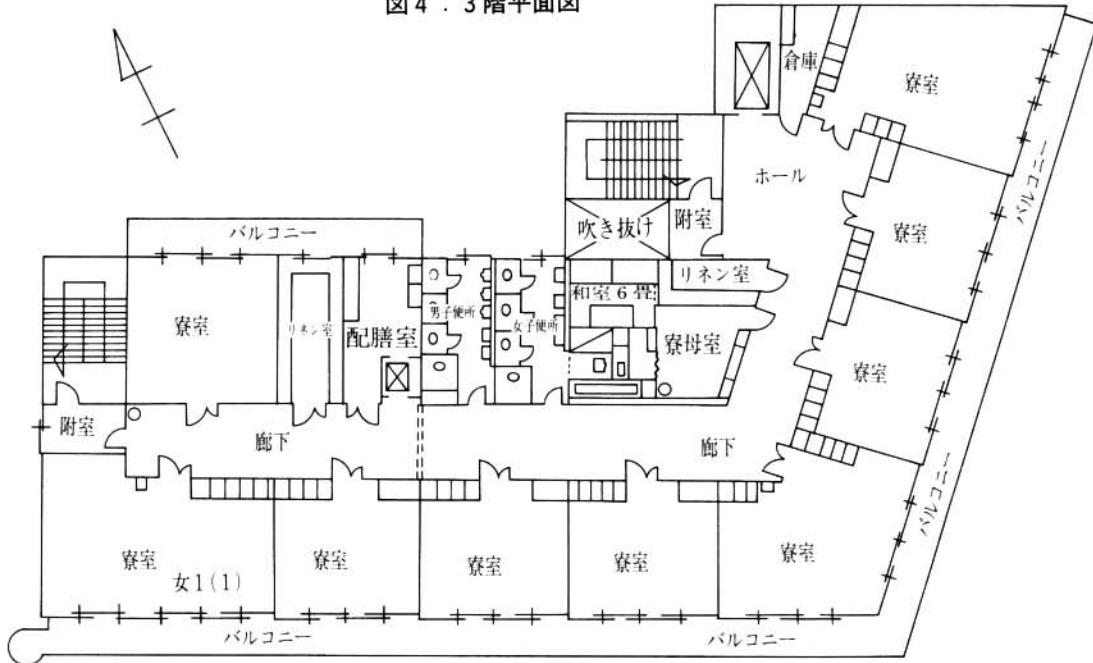 図4．3階平面図
倉庫
寮室
ホール
バルコニー
寮室
吹き抜け
附室
リネン室
バルコニー
和室6畳
寮室
リネン室
配膳室
男子便所
女子便所
寮母室
寮室
附室
廊下
廊下
バルコニー
寮室
寮室
寮室
寮室
寮室
女1(1)
バルコニー
バルコニー